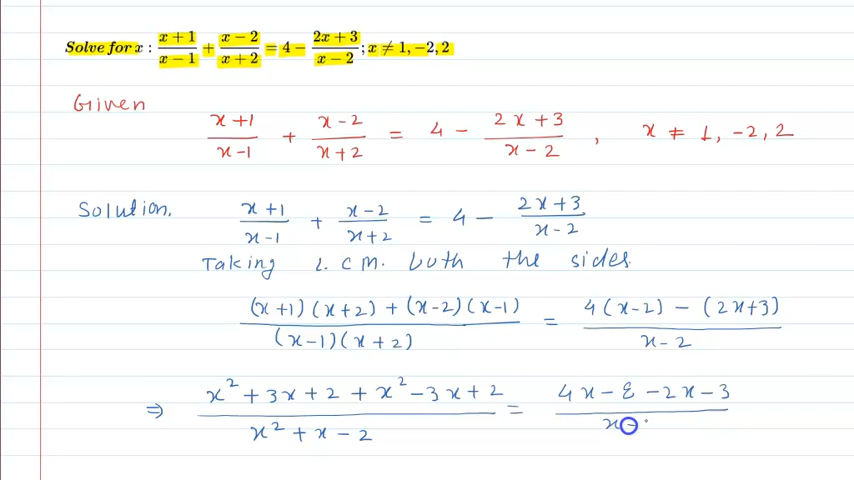 Solve for x : x+1/x−1 + x−2/x+2 = 4 − 2x+3/x−2 ; x ≠ 1, −2, 2
Given
x+1/x-1 + x-2/x+2 = 4 - 2x+3/x-2 , x ≠ 1, -2, 2
Solution. x+1/x-1 + x-2/x+2 = 4 - 2x+3/x-2
Taking L.C.M. both the sides.
(x+1)(x+2) + (x-2)(x-1)/(x-1)(x+2) = 4(x-2) - (2x+3)/x-2
⇒ x²+3x+2 + x²-3x+2/x²+x-2 = 4x-8-2x-3/x-